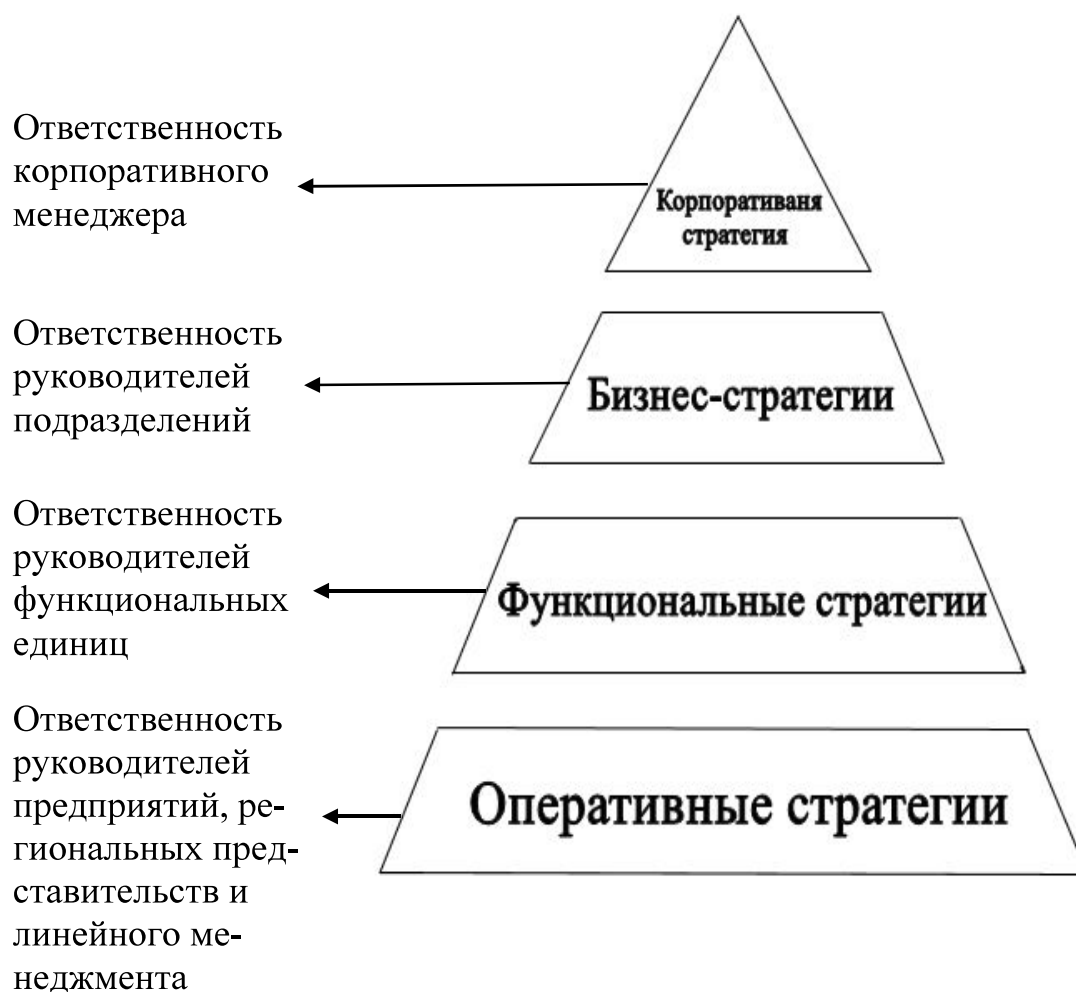 Ответственность
корпоративного
менеджера
Корпоративаня
стратегия
Ответственность
руководителей
подразделений
Бизнес-стратегии
Ответственность
руководителей
функциональных
единиц
Функциональные стратегии
Ответственность
руководителей
предприятий, ре-
гиональных пред-
ставительств и
линейного ме-
неджмента
Оперативные стратегии